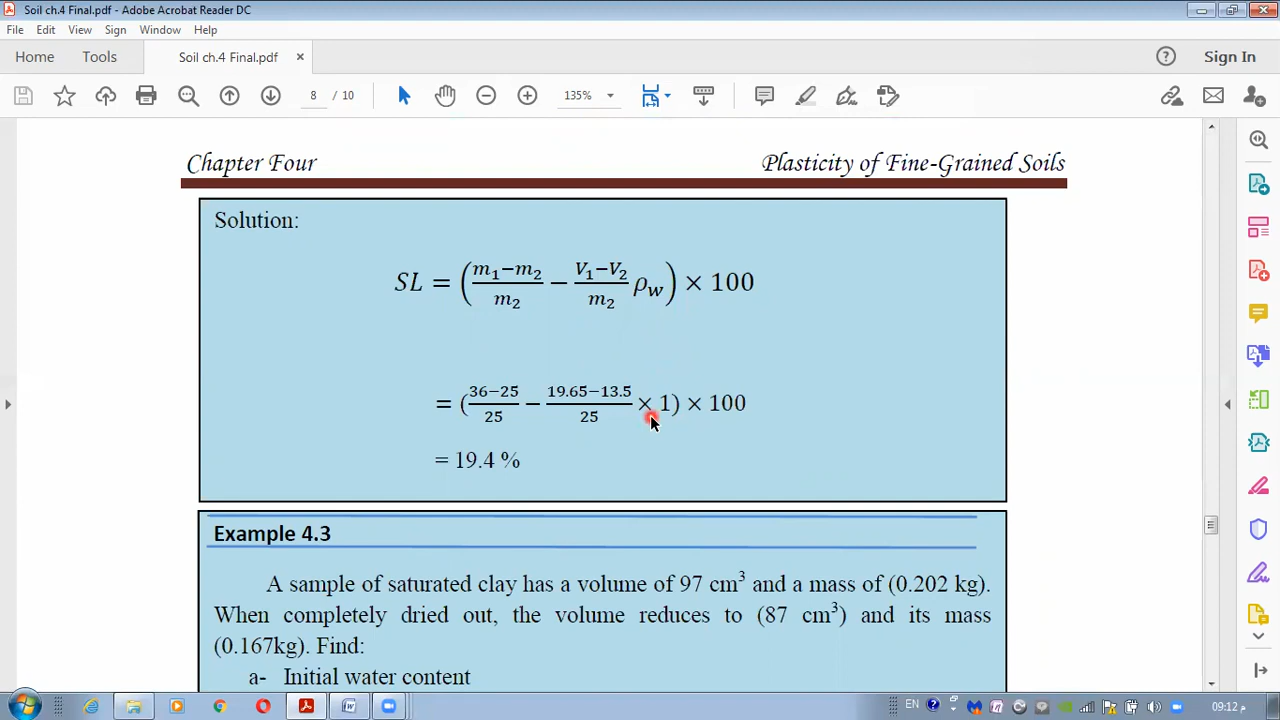 Soil ch.4 Final.pdf - Adobe Acrobat Reader DC
File Edit View Sign Window Help
Home Tools Soil ch.4 Final.pdf × Sign In
8 / 10 135%
Chapter Four Plasticity of Fine-Grained Soils
Solution:
SL = ( (m₁−m₂)/m₂ − (V₁−V₂)/m₂ ρ_w ) × 100
= ( (36−25)/25 − (19.65−13.5)/25 × 1) × 100
= 19.4 %
Example 4.3
A sample of saturated clay has a volume of 97 cm³ and a mass of (0.202 kg).
When completely dried out, the volume reduces to (87 cm³) and its mass
(0.167kg). Find:
a- Initial water content
EN 09:12 م